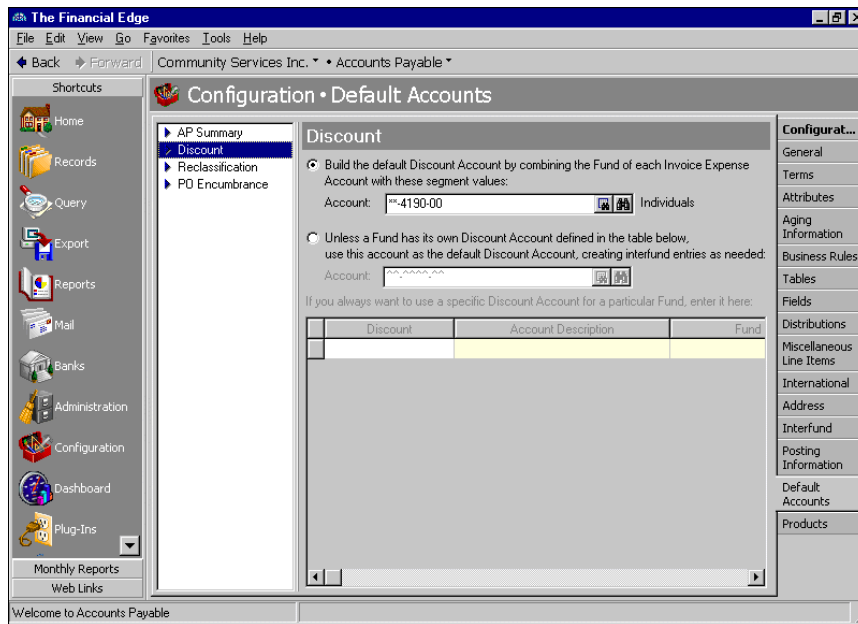 The Financial Edge
File Edit View Go Favorites Tools Help
Back Forward Community Services Inc. • Accounts Payable
Shortcuts
Home
Records
Query
Export
Reports
Mail
Banks
Administration
Configuration
Dashboard
Plug-Ins
Monthly Reports
Web Links
Configuration • Default Accounts
AP Summary
Discount
Reclassification
PO Encumbrance
Discount
Build the default Discount Account by combining the Fund of each Invoice Expense
Account with these segment values:
Account: **-4190-00 Individuals
Unless a Fund has its own Discount Account defined in the table below,
use this account as the default Discount Account, creating interfund entries as needed:
Account: ^^-^^^^-^^
If you always want to use a specific Discount Account for a particular Fund, enter it here:
Discount Account Description Fund
Configurat...
General
Terms
Attributes
Aging
Information
Business Rules
Tables
Fields
Distributions
Miscellaneous
Line Items
International
Address
Interfund
Posting
Information
Default
Accounts
Products
Welcome to Accounts Payable